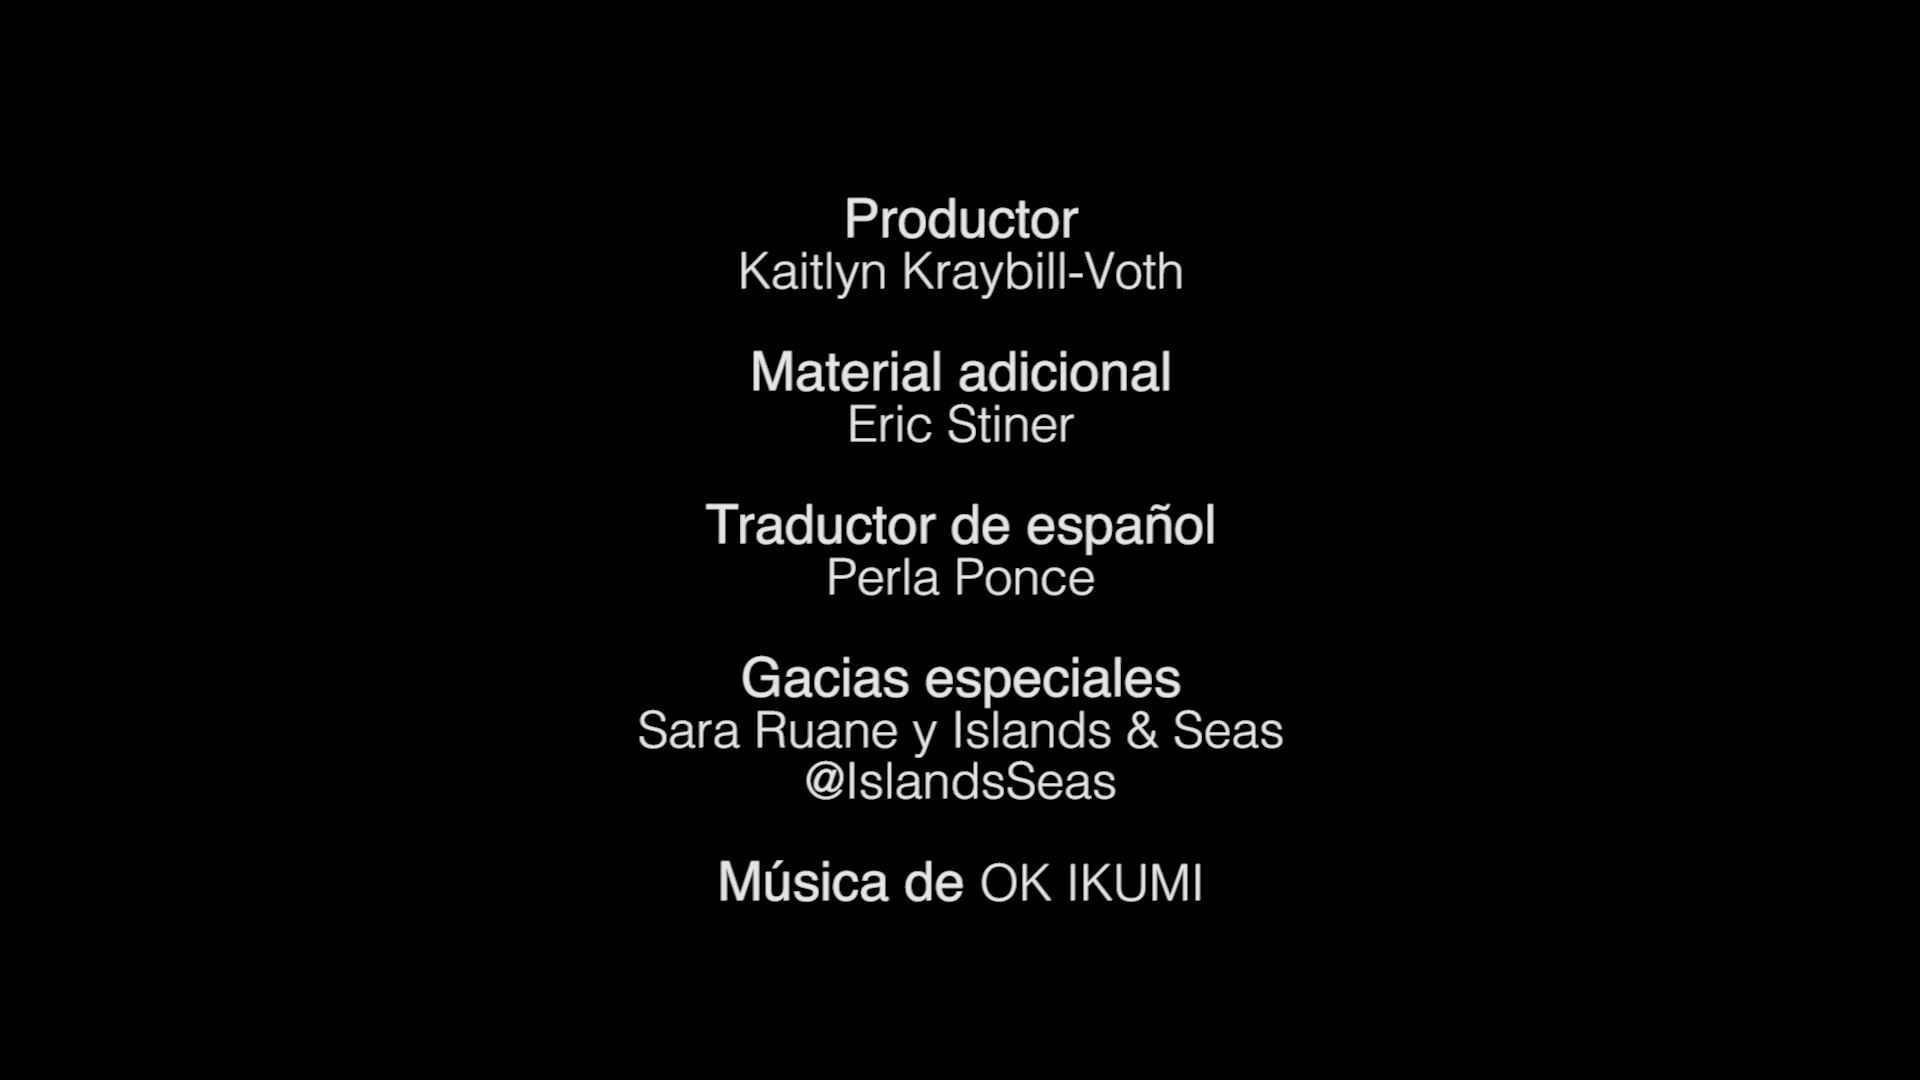 Productor
Kaitlyn Kraybill-Voth
Material adicional
Eric Stiner
Traductor de español
Perla Ponce
Gacias especiales
Sara Ruane y Islands & Seas
@IslandsSeas
Música de OK IKUMI